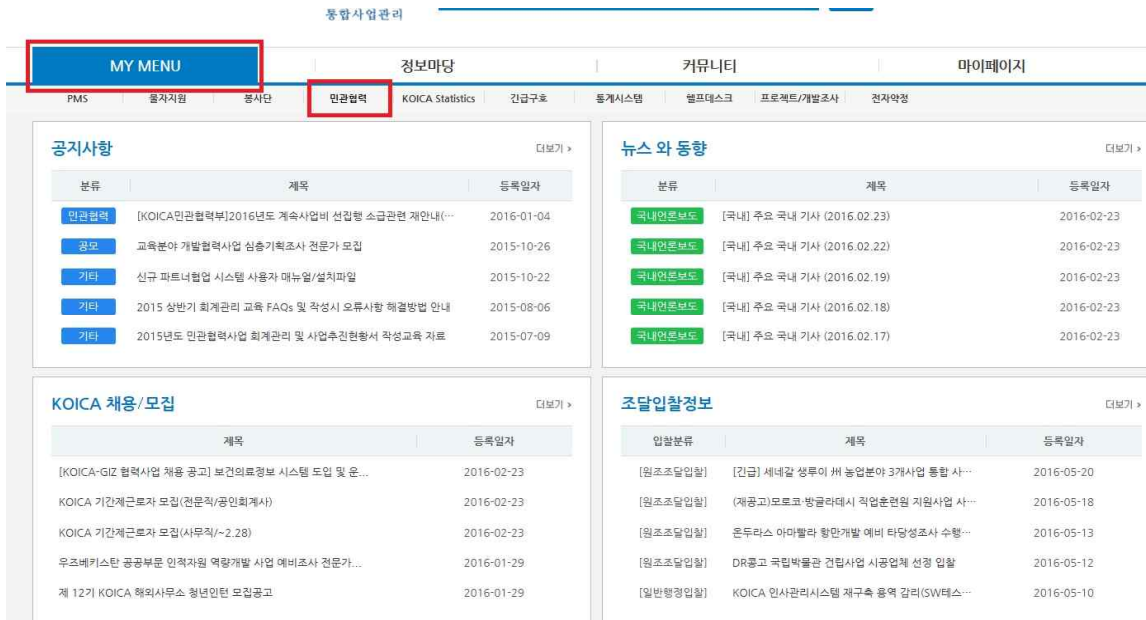 통합사업관리
MY MENU 정보마당 커뮤니티 마이페이지
PMS 물자지원 봉사단 민관협력 KOICA Statistics 긴급구호 통계시스템 헬프데스크 프로젝트/개발조사 전자약정
공지사항 더보기 >
분류 제목 등록일자
민관협력 [KOICA민관협력부]2016년도 계속사업비 선집행 소급관련 재안내(… 2016-01-04
공모 교육분야 개발협력사업 심층기획조사 전문가 모집 2015-10-26
기타 신규 파트너협업 시스템 사용자 매뉴얼/설치파일 2015-10-22
기타 2015 상반기 회계관리 교육 FAQs 및 작성시 오류사항 해결방법 안내 2015-08-06
기타 2015년도 민관협력사업 회계관리 및 사업추진현황서 작성교육 자료 2015-07-09
뉴스 와 동향 더보기 >
분류 제목 등록일자
국내언론보도 [국내] 주요 국내 기사 (2016.02.23) 2016-02-23
국내언론보도 [국내] 주요 국내 기사 (2016.02.22) 2016-02-23
국내언론보도 [국내] 주요 국내 기사 (2016.02.19) 2016-02-23
국내언론보도 [국내] 주요 국내 기사 (2016.02.18) 2016-02-23
국내언론보도 [국내] 주요 국내 기사 (2016.02.17) 2016-02-23
KOICA 채용/모집 더보기 >
제목 등록일자
[KOICA-GIZ 협력사업 채용 공고] 보건의료정보 시스템 도입 및 운... 2016-02-23
KOICA 기간제근로자 모집(전문직/공인회계사) 2016-02-23
KOICA 기간제근로자 모집(사무직/~2.28) 2016-02-23
우즈베키스탄 공공부문 인적자원 역량개발 사업 예비조사 전문가... 2016-01-29
제 12기 KOICA 해외사무소 청년인턴 모집공고 2016-01-29
조달입찰정보 더보기 >
입찰분류 제목 등록일자
[원조조달입찰] [긴급] 세네갈 생루이 州 농업분야 3개사업 통합 사… 2016-05-20
[원조조달입찰] (재공고)모로코·방글라데시 직업훈련원 지원사업 사… 2016-05-18
[원조조달입찰] 온두라스 아마빨라 항만개발 예비 타당성조사 수행… 2016-05-13
[원조조달입찰] DR콩고 국립박물관 건립사업 시공업체 선정 입찰 2016-05-12
[일반행정입찰] KOICA 인사관리시스템 재구축 용역 감리(SW테스… 2016-05-10